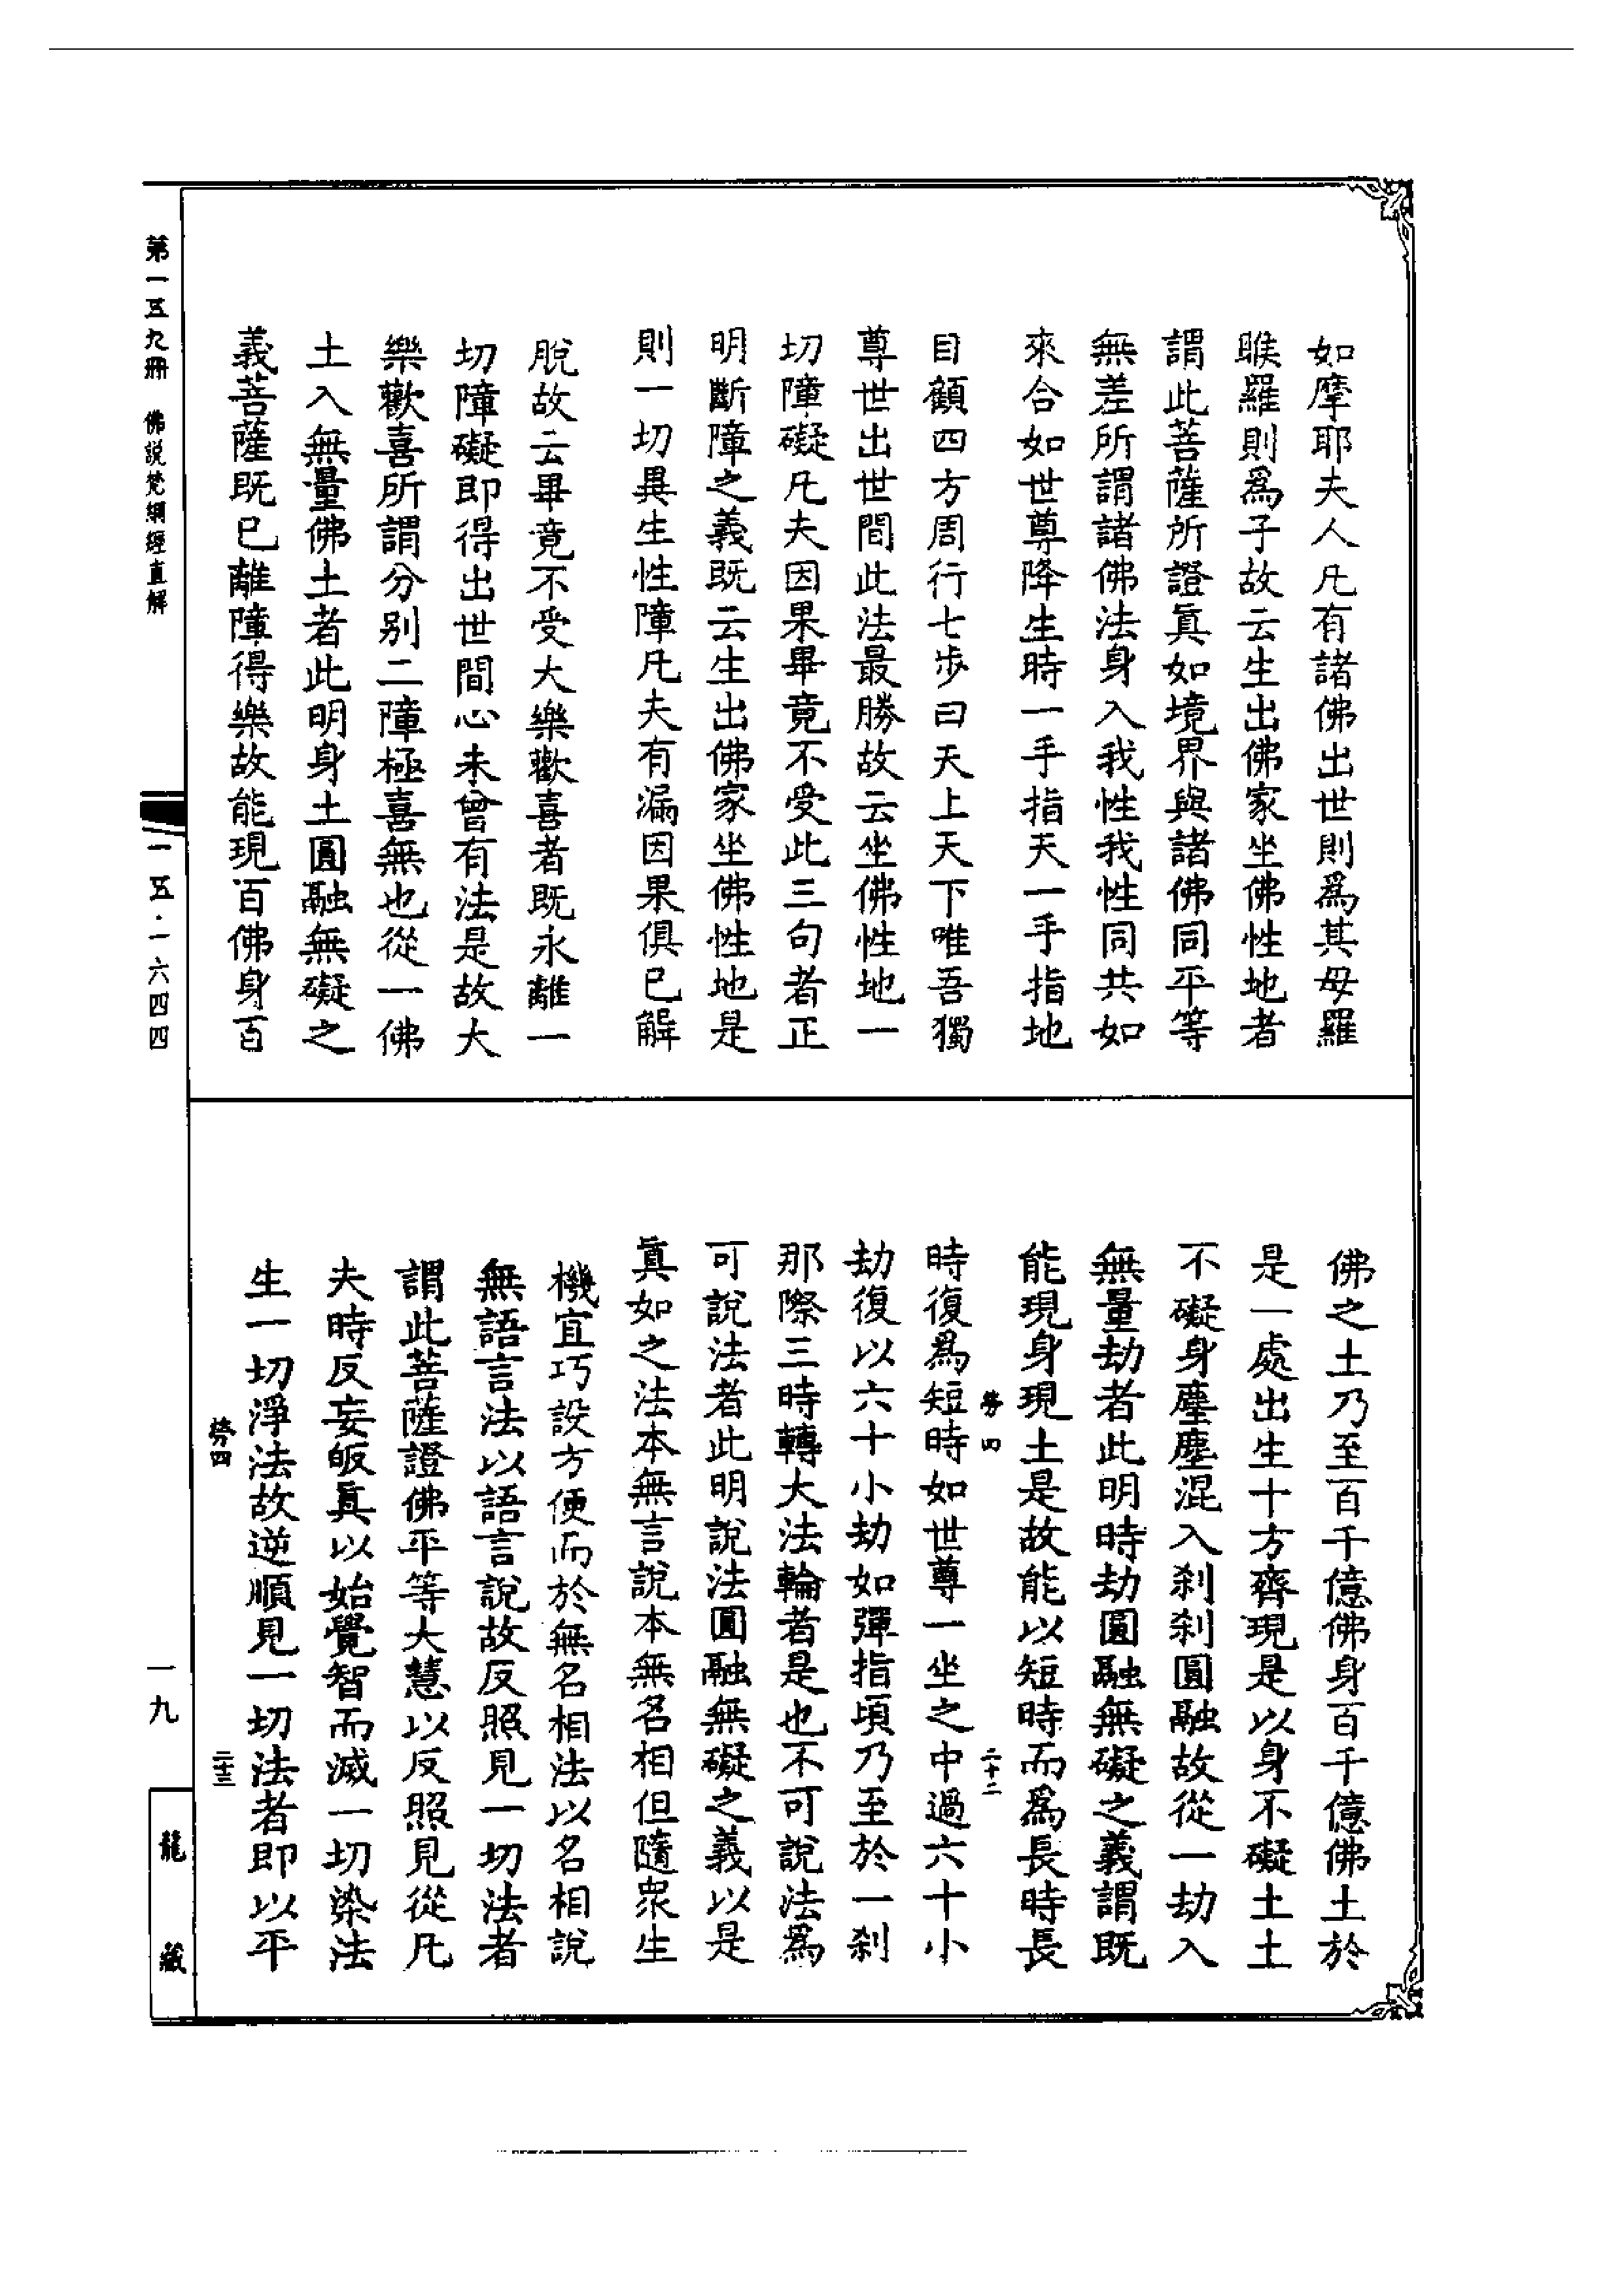 如摩耶夫人凡有諸佛出世則爲其母羅
睺羅則爲子故云生出佛家坐佛性地者
謂此菩薩所證眞如境界與諸佛同平等
無差所謂諸佛法身入我性我性同共如
來合如世尊降生時一手指天一手指地
目顧四方周行七步曰天上天下唯吾獨
尊世出世間此法最勝故云坐佛性地一
切障礙凡夫因果畢竟不受此三句者正
明斷障之義既云生出佛家坐佛性地是
則一切異生性障凡夫有漏因果俱已解
脫故云畢竟不受大樂歡喜者既永離一
切障礙即得出世間心未曾有法是故大
樂歡喜所謂分別二障極喜無也從一佛
土入無量佛土者此明身土圓融無礙之
義菩薩既已離障得樂故能現百佛身百
佛之土乃至百千億佛身百千億佛土於
是一處出生十方齊現是以身不礙土土
不礙身塵塵混入剎剎圓融故從一劫入
無量劫者此明時劫圓融無礙之義謂既
能現身現土是故能以短時而爲長時長
勞四 二十二
時復爲短時如世尊一坐之中過六十小
劫復以六十小劫如彈指頃乃至於一剎
那際三時轉大法輪者是也不可說法爲
可說法者此明說法圓融無礙之義以是
眞如之法本無言說本無名相但隨衆生
機宜巧設方便而於無名相法以名相說
無語言法以語言說故反照見一切法者
謂此菩薩證佛平等大慧以反照見從凡
夫時反妄皈眞以始覺智而滅一切染法
生一切淨法故逆順見一切法者即以平
勞四 二十三
第一五九冊 佛說梵網經直解
一五·一六四四
一九
龍藏